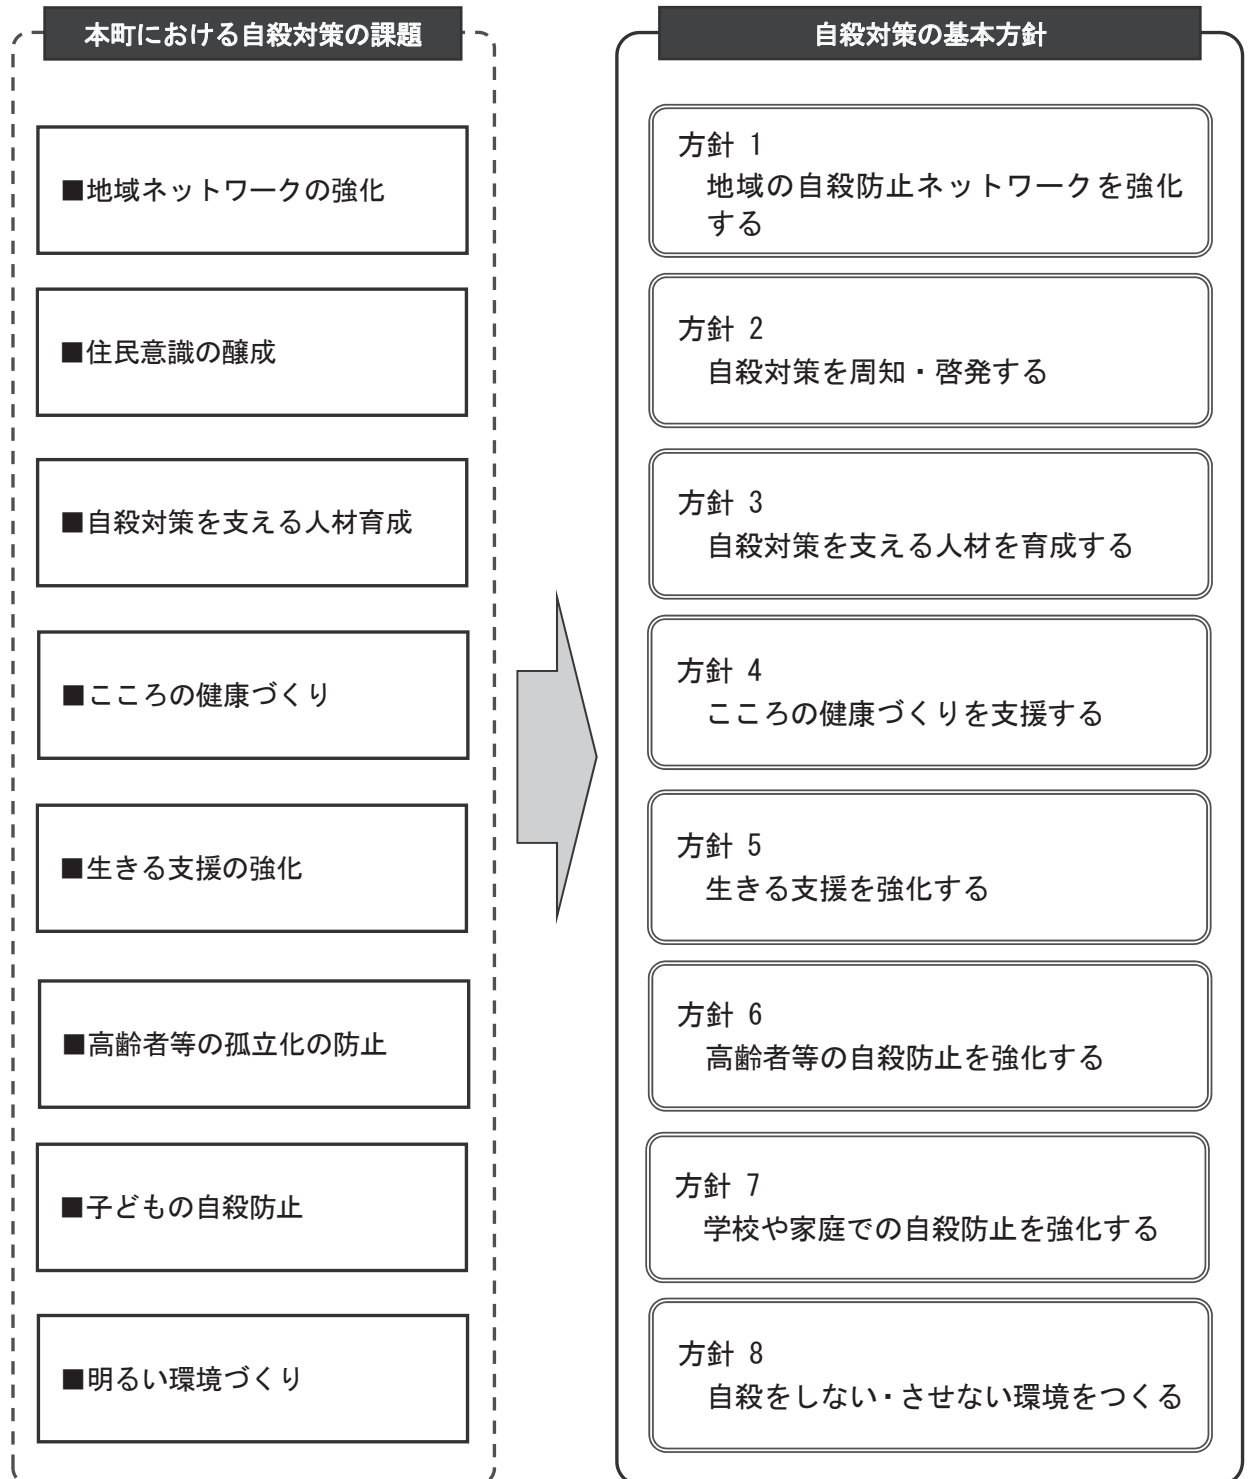 本町における自殺対策の課題
■地域ネットワークの強化
■住民意識の醸成
■自殺対策を支える人材育成
■こころの健康づくり
■生きる支援の強化
■高齢者等の孤立化の防止
■子どもの自殺防止
■明るい環境づくり
自殺対策の基本方針
方針 1
地域の自殺防止ネットワークを強化
する
方針 2
自殺対策を周知・啓発する
方針 3
自殺対策を支える人材を育成する
方針 4
こころの健康づくりを支援する
方針 5
生きる支援を強化する
方針 6
高齢者等の自殺防止を強化する
方針 7
学校や家庭での自殺防止を強化する
方針 8
自殺をしない・させない環境をつくる